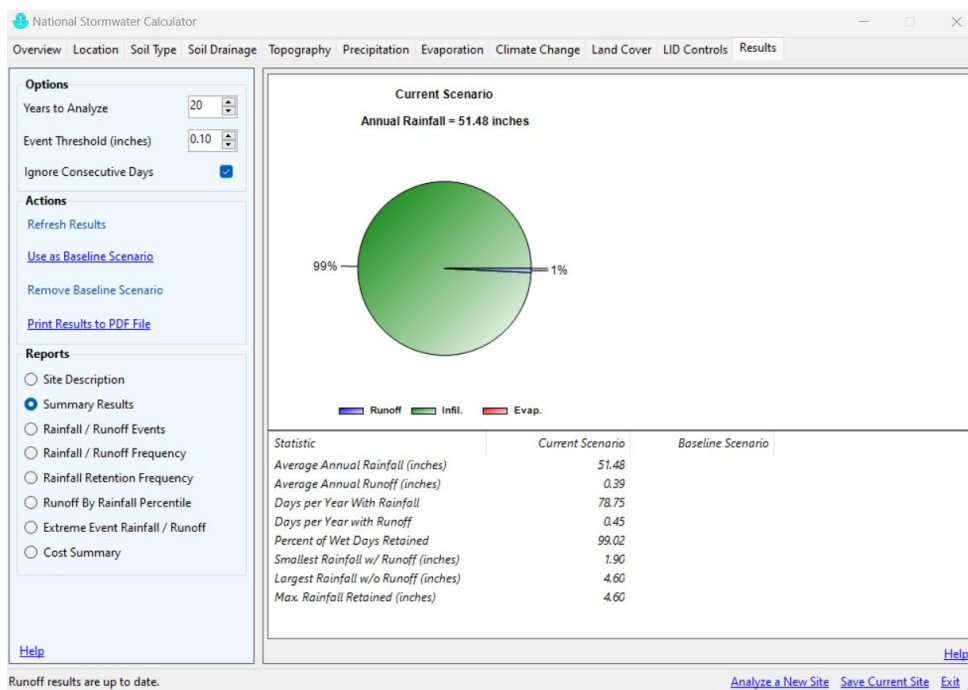 National Stormwater Calculator
Overview Location Soil Type Soil Drainage Topography Precipitation Evaporation Climate Change Land Cover LID Controls Results
Options
Years to Analyze 20
Event Threshold (inches) 0.10
Ignore Consecutive Days
Actions
Refresh Results
Use as Baseline Scenario
Remove Baseline Scenario
Print Results to PDF File
Reports
Site Description
Summary Results
Rainfall / Runoff Events
Rainfall / Runoff Frequency
Rainfall Retention Frequency
Runoff By Rainfall Percentile
Extreme Event Rainfall / Runoff
Cost Summary
Help
Current Scenario
Annual Rainfall = 51.48 inches
99% 1%
Runoff Infil. Evap.
Statistic Current Scenario Baseline Scenario
Average Annual Rainfall (inches) 51.48
Average Annual Runoff (inches) 0.39
Days per Year With Rainfall 78.75
Days per Year with Runoff 0.45
Percent of Wet Days Retained 99.02
Smallest Rainfall w/ Runoff (inches) 1.90
Largest Rainfall w/o Runoff (inches) 4.60
Max. Rainfall Retained (inches) 4.60
Help
Runoff results are up to date. Analyze a New Site Save Current Site Exit